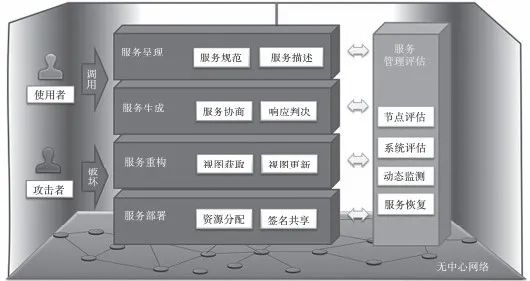 服务呈现
服务规范
服务描述
服务
管理评估
使用者
调用
服务生成
服务协商
响应判决
节点评估
系统评估
攻击者
破坏
服务重构
视图获取
视图更新
动态监测
服务部署
资源分配
签名共享
服务恢复
无中心网络